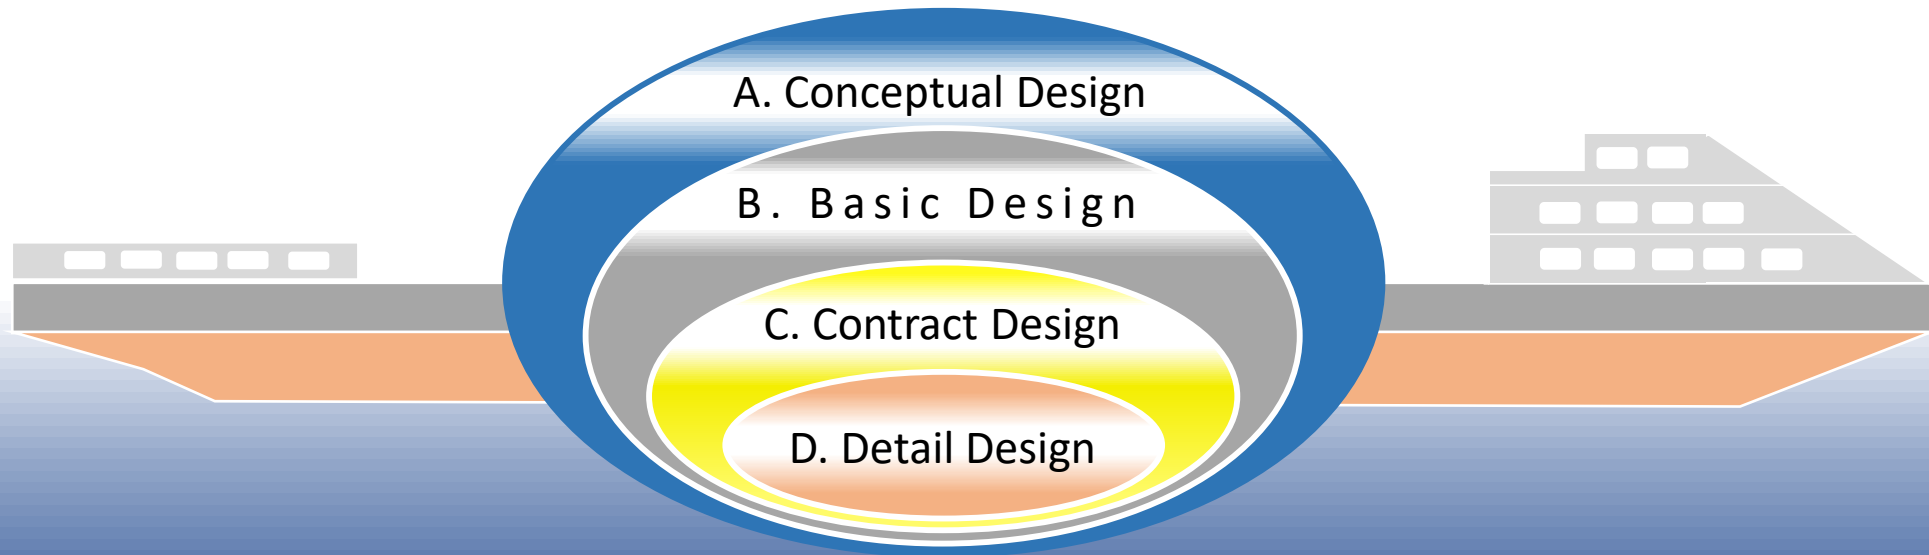 A. Conceptual Design
B. Basic Design
C. Contract Design
D. Detail Design